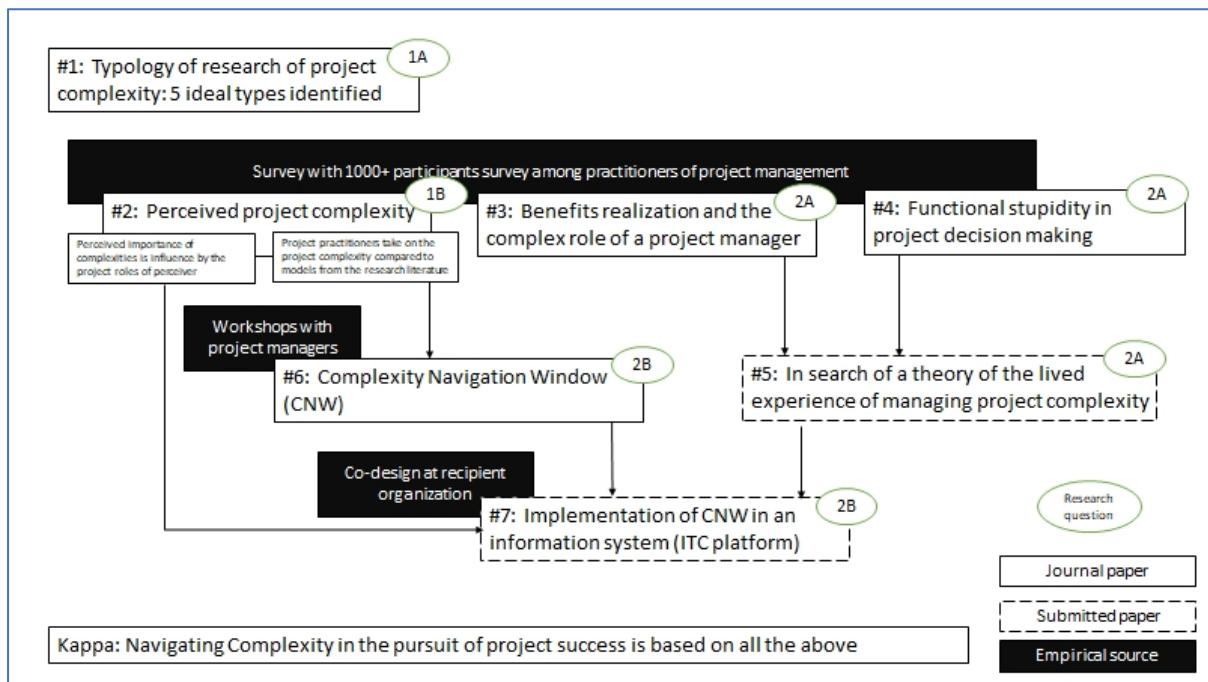 1A
#1: Typology of research of project
complexity: 5 ideal types identified
Survey with 1000+ participants survey among practitioners of project management
1B
#2: Perceived project complexity
Perceived importance of
complexities is influence by the
project roles of perceiver
Project practitioners take on the
project complexity compared to
models from the research literature
2A
#3: Benefits realization and the
complex role of a project manager
2A
#4: Functional stupidity in
project decision making
Workshops with
project managers
2B
#6: Complexity Navigation Window
(CNW)
2A
#5: In search of a theory of the lived
experience of managing project complexity
Co-design at recipient
organization
2B
#7: Implementation of CNW in an
information system (ITC platform)
Research
question
Journal paper
Submitted paper
Empirical source
Kappa: Navigating Complexity in the pursuit of project success is based on all the above